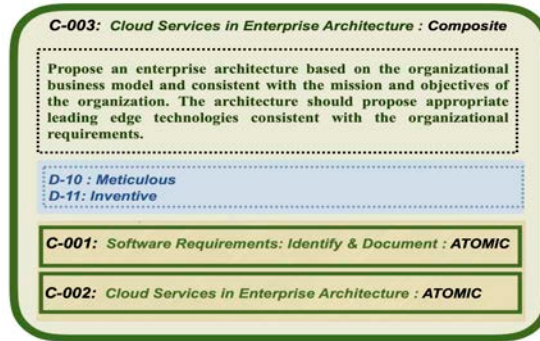 C-003: Cloud Services in Enterprise Architecture : Composite
Propose an enterprise architecture based on the organizational
business model and consistent with the mission and objectives of
the organization. The architecture should propose appropriate
leading edge technologies consistent with the organizational
requirements.
D-10 : Meticulous
D-11: Inventive
C-001: Software Requirements: Identify & Document : ATOMIC
C-002: Cloud Services in Enterprise Architecture : ATOMIC